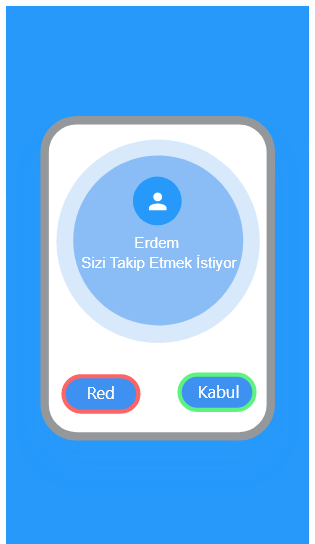 Erdem
Sizi Takip Etmek İstiyor
Red
Kabul